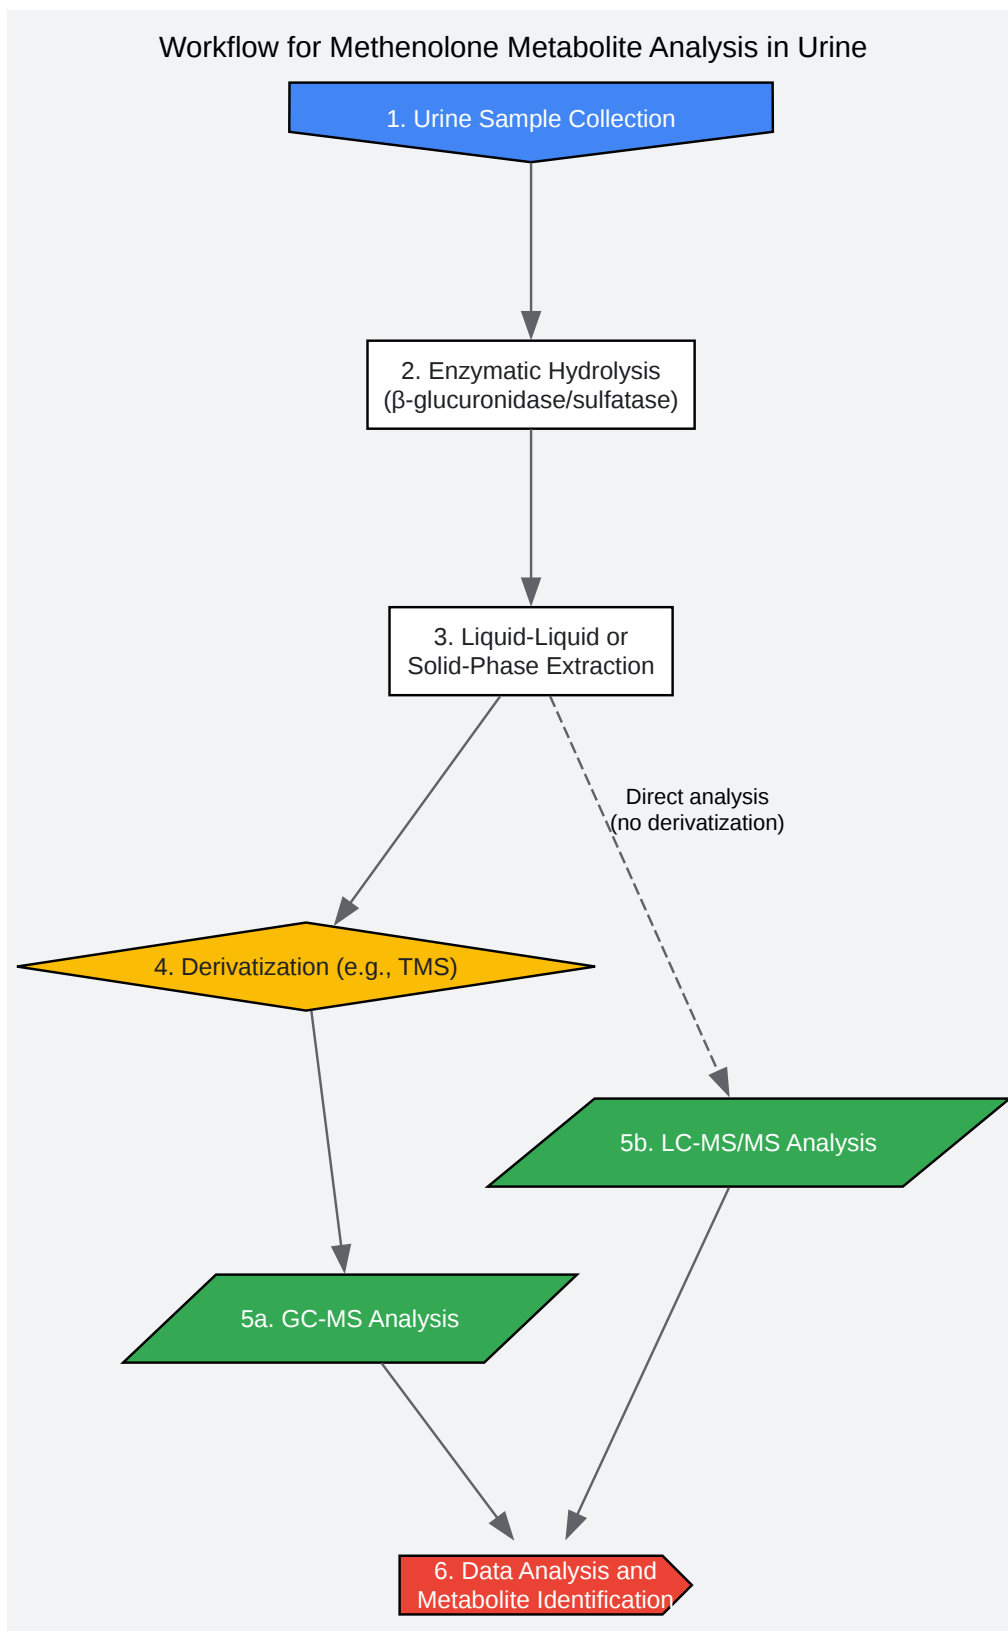 Workflow for Methenolone Metabolite Analysis in Urine
1. Urine Sample Collection
2. Enzymatic Hydrolysis
(β-glucuronidase/sulfatase)
3. Liquid-Liquid or
Solid-Phase Extraction
Direct analysis
(no derivatization)
4. Derivatization (e.g., TMS)
5b. LC-MS/MS Analysis
5a. GC-MS Analysis
6. Data Analysis and
Metabolite Identification